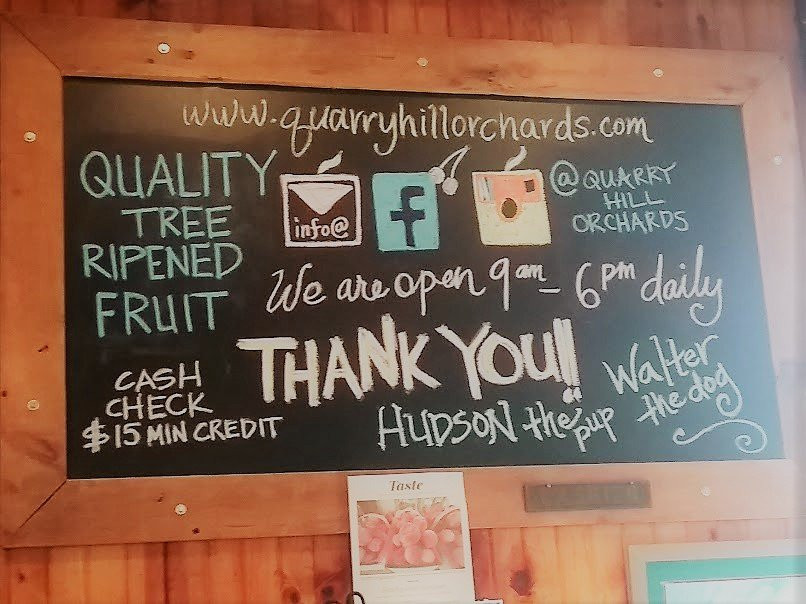 www.quarryhillorchards.com
QUALITY
TREE
RIPENED
FRUIT
info@
f
@QUARRY
HILL
ORCHARDS
We are open 9am - 6pm daily
THANK YOU!!
CASH
CHECK
$15 MIN CREDIT
HUDSON the pup
Walter
the dog
Taste